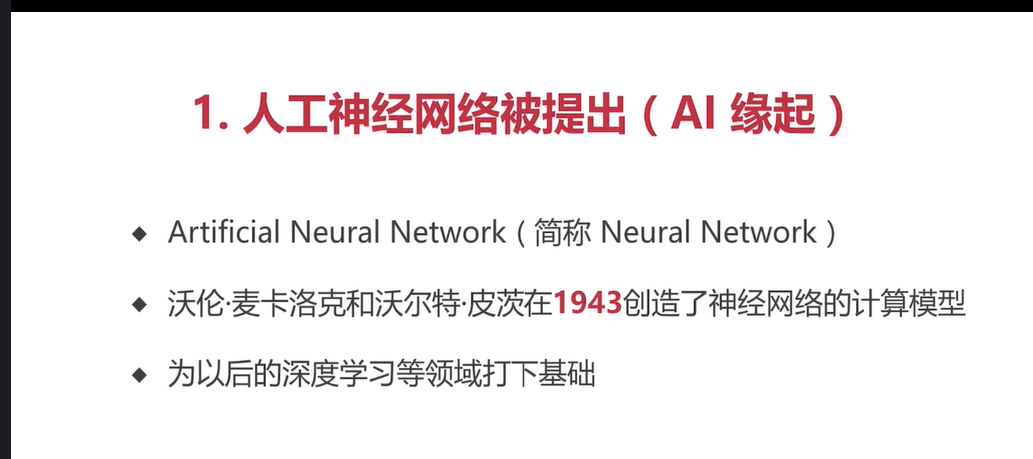 1. 人工神经网络被提出（AI 缘起）
◆ Artificial Neural Network（简称 Neural Network）
◆ 沃伦·麦卡洛克和沃尔特·皮茨在1943创造了神经网络的计算模型
◆ 为以后的深度学习等领域打下基础